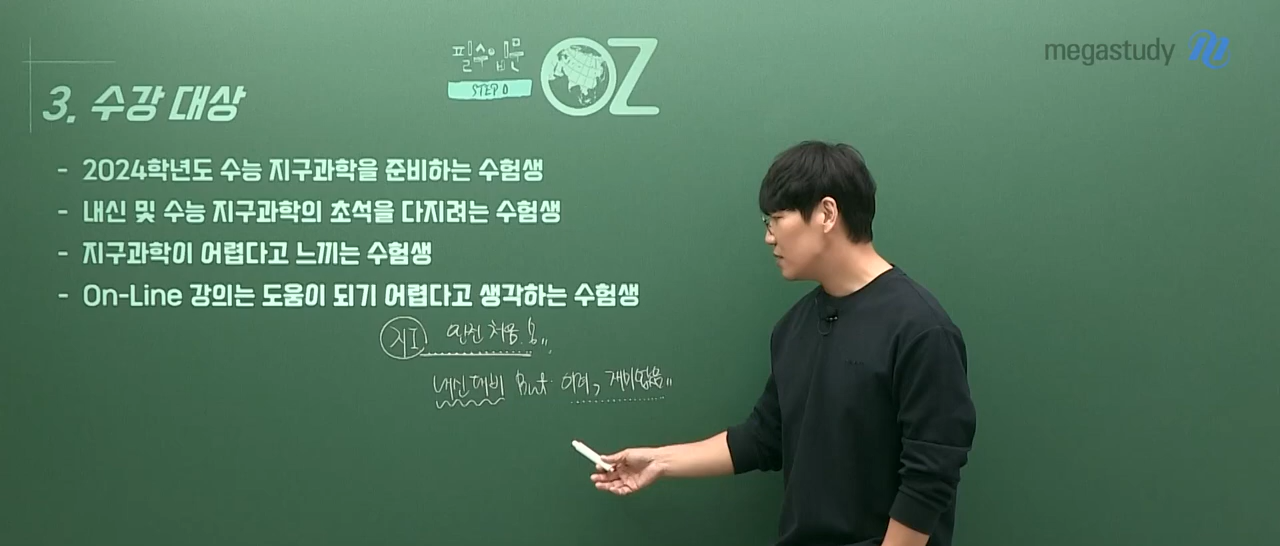 필수입문
STEP 0
OZ
megastudy M
3. 수강 대상
- 2024학년도 수능 지구과학을 준비하는 수험생
- 내신 및 수능 지구과학의 초석을 다지려는 수험생
- 지구과학이 어렵다고 느끼는 수험생
- On-Line 강의는 도움이 되기 어렵다고 생각하는 수험생
지I 완전 처음.
내신대비 But 재미없음